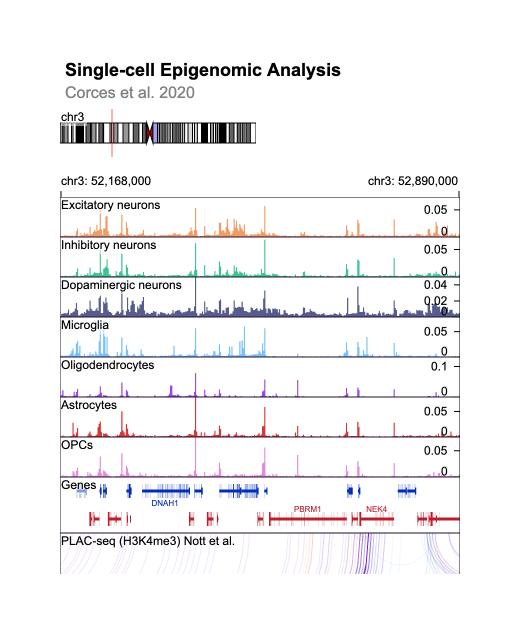 Single-cell Epigenomic Analysis
Corces et al. 2020
chr3
chr3: 52,168,000 chr3: 52,890,000
Excitatory neurons 0.05
0
Inhibitory neurons 0.05
0
Dopaminergic neurons 0.04
0.02
0
Microglia 0.05
0
Oligodendrocytes 0.1
0
Astrocytes 0.05
0
OPCs 0.05
0
Genes
DNAH1
PBRM1 NEK4
PLAC-seq (H3K4me3) Nott et al.